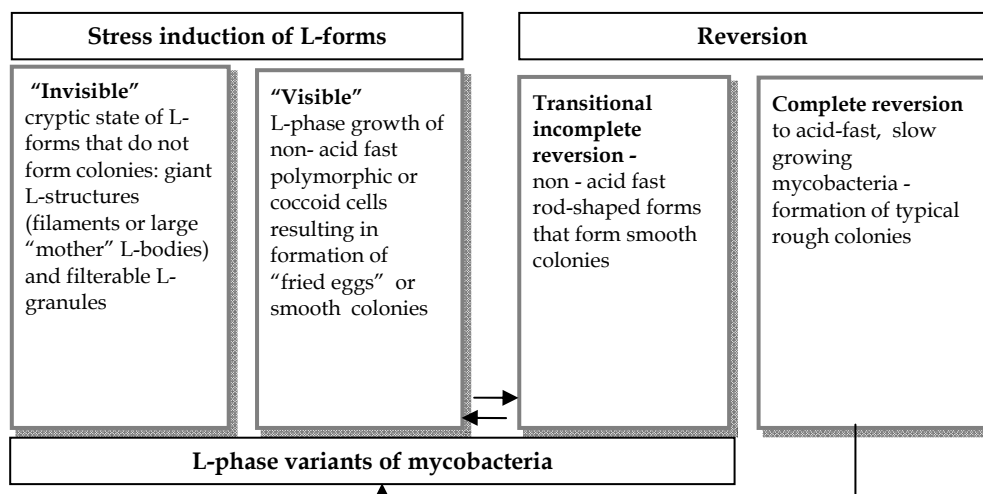 Stress induction of L-forms
Reversion
“Invisible”
cryptic state of L-
forms that do not
form colonies: giant
L-structures
(filaments or large
“mother” L-bodies)
and filterable L-
granules
“Visible”
L-phase growth of
non- acid fast
polymorphic or
coccoid cells
resulting in
formation of
“fried eggs” or
smooth colonies
Transitional
incomplete
reversion -
non - acid fast
rod-shaped forms
that form smooth
colonies
Complete reversion
to acid-fast, slow
growing
mycobacteria -
formation of typical
rough colonies
L-phase variants of mycobacteria